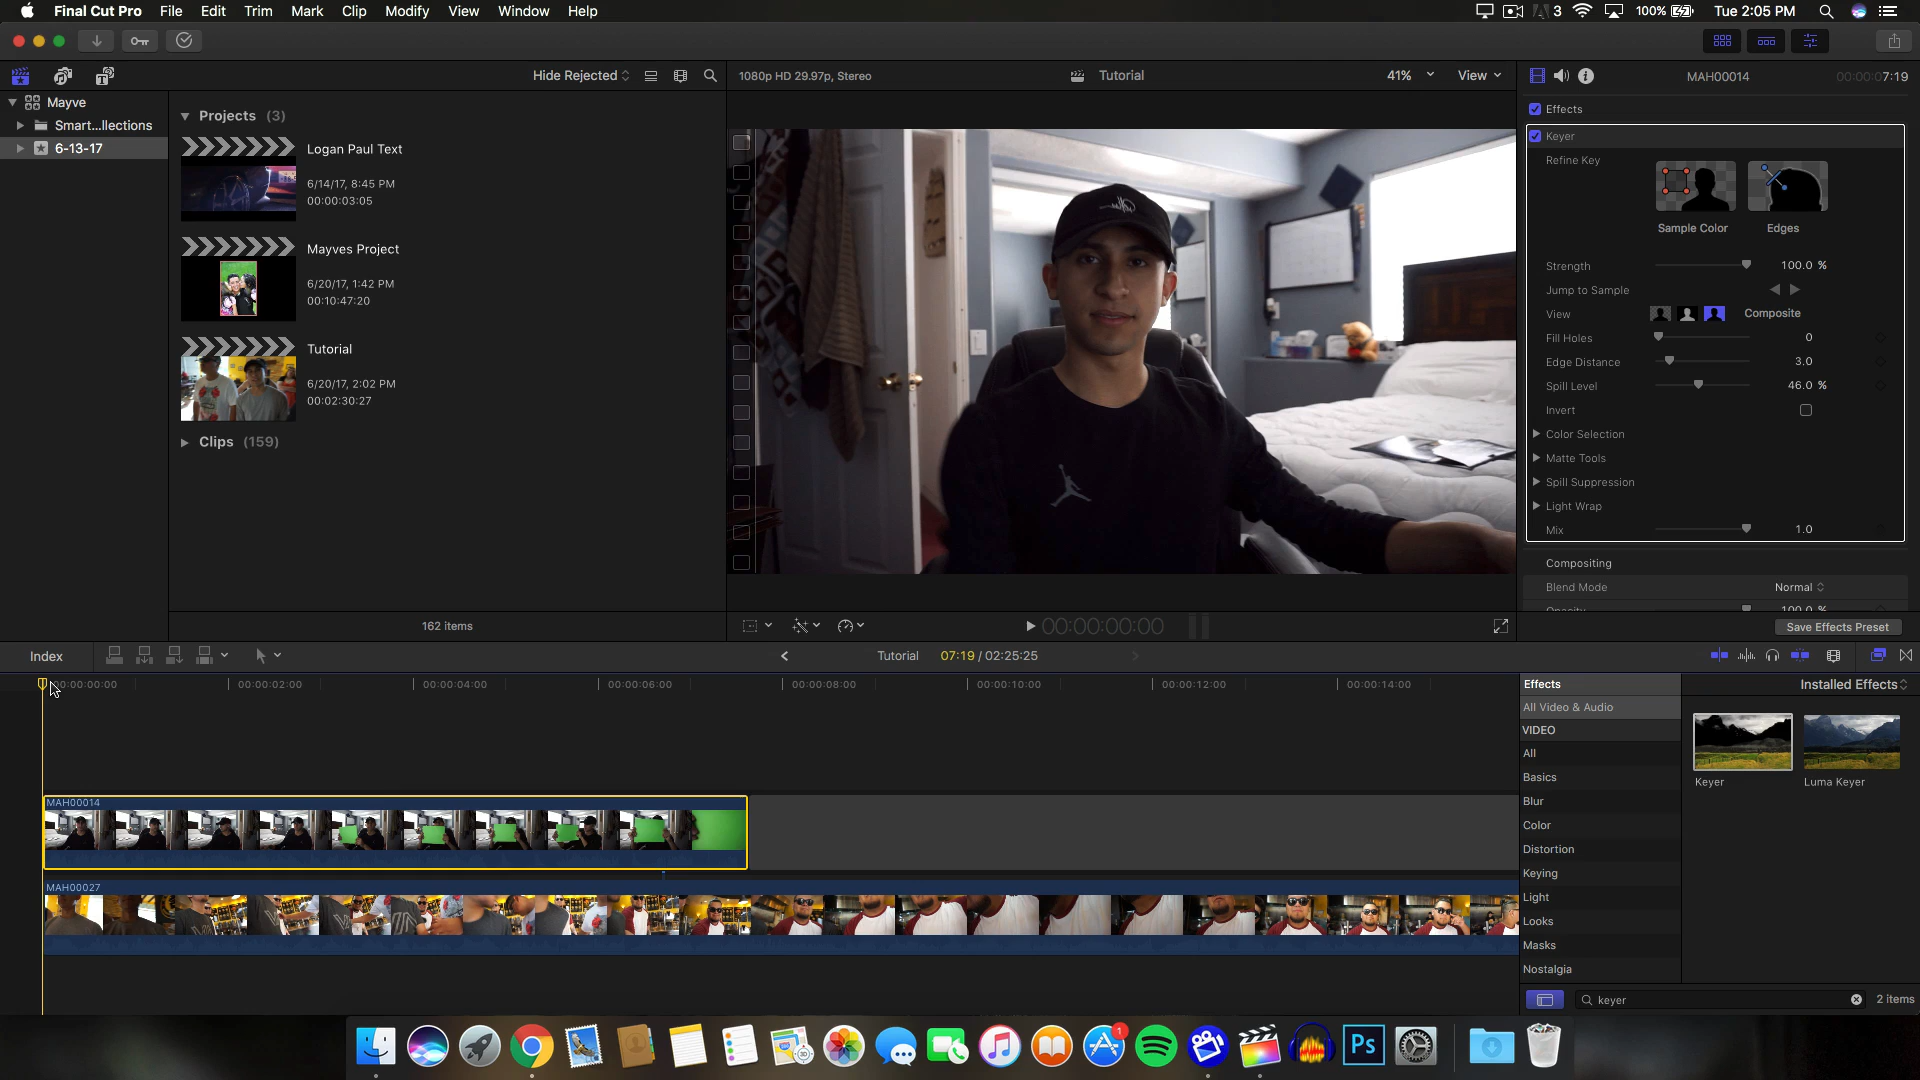 Final Cut Pro File Edit Trim Mark Clip Modify View Window Help 3 100% Tue 2:05 PM
Hide Rejected 1080p HD 29.97p, Stereo Tutorial 41% View MAH00014 00:00:07:19
Mayve
Smart...llections
6-13-17
Projects (3)
Logan Paul Text
6/14/17, 8:45 PM
00:00:03:05
Mayves Project
6/20/17, 1:42 PM
00:10:47:20
Tutorial
6/20/17, 2:02 PM
00:02:30:27
Clips (159)
162 items
00:00:00:00
Effects
Keyer
Refine Key
Sample Color Edges
Strength 100.0 %
Jump to Sample
View Composite
Fill Holes 0
Edge Distance 3.0
Spill Level 46.0 %
Invert
Color Selection
Matte Tools
Spill Suppression
Light Wrap
Mix 1.0
Compositing
Blend Mode Normal
Opacity 100.0 %
Save Effects Preset
Index Tutorial 07:19 / 02:25:25
00:00:00:00 00:00:02:00 00:00:04:00 00:00:06:00 00:00:08:00 00:00:10:00 00:00:12:00 00:00:14:00
MAH00014
MAH00027
Effects Installed Effects
All Video & Audio
VIDEO
All
Basics
Blur
Color
Distortion
Keying
Light
Looks
Masks
Nostalgia
Keyer Luma Keyer
keyer 2 items
1
3D
Ps